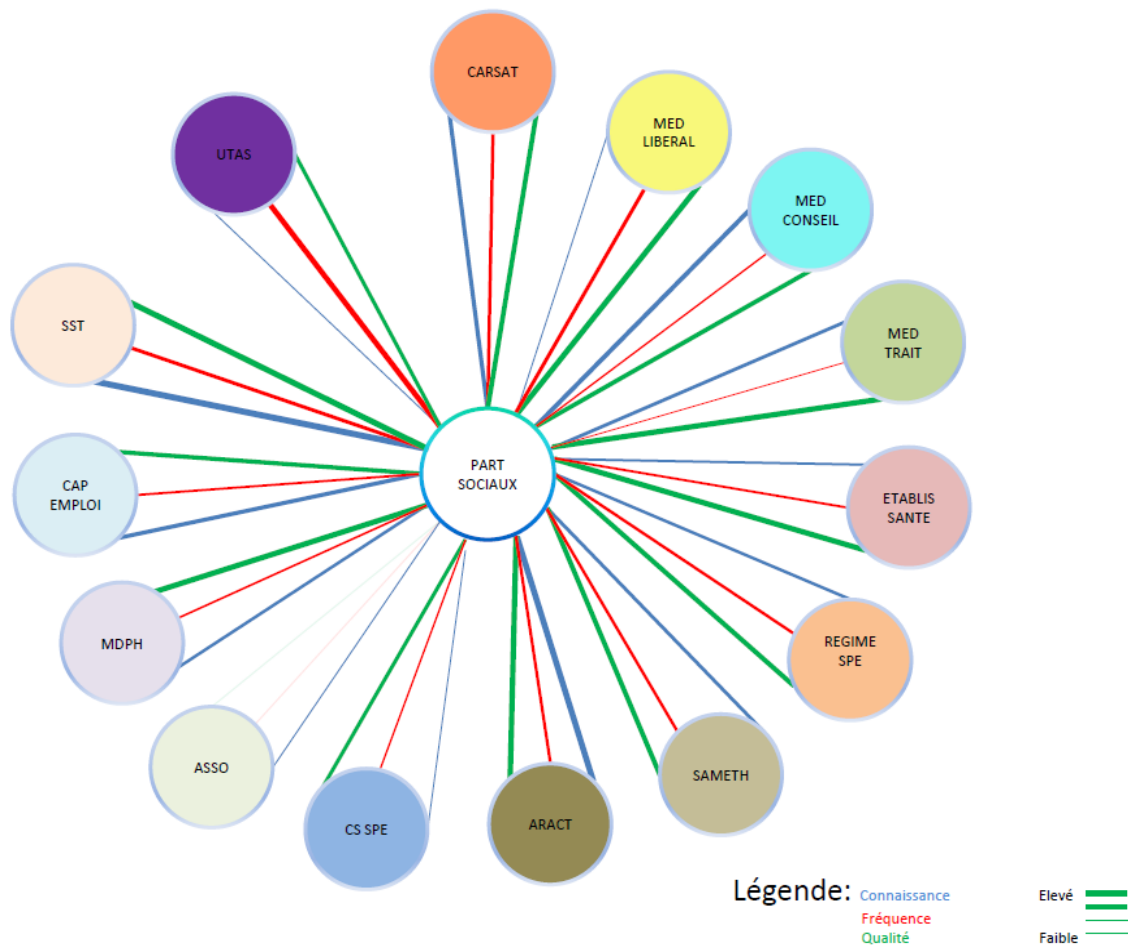 CARSAT
MED
LIBERAL
UTAS
MED
CONSEIL
SST
MED
TRAIT
PART
SOCIAUX
CAP
EMPLOI
ETABLIS
SANTE
MDPH
REGIME
SPE
ASSO
SAMETH
CS SPE
ARACT
Légende: Connaissance Elevé
Fréquence
Qualité Faible